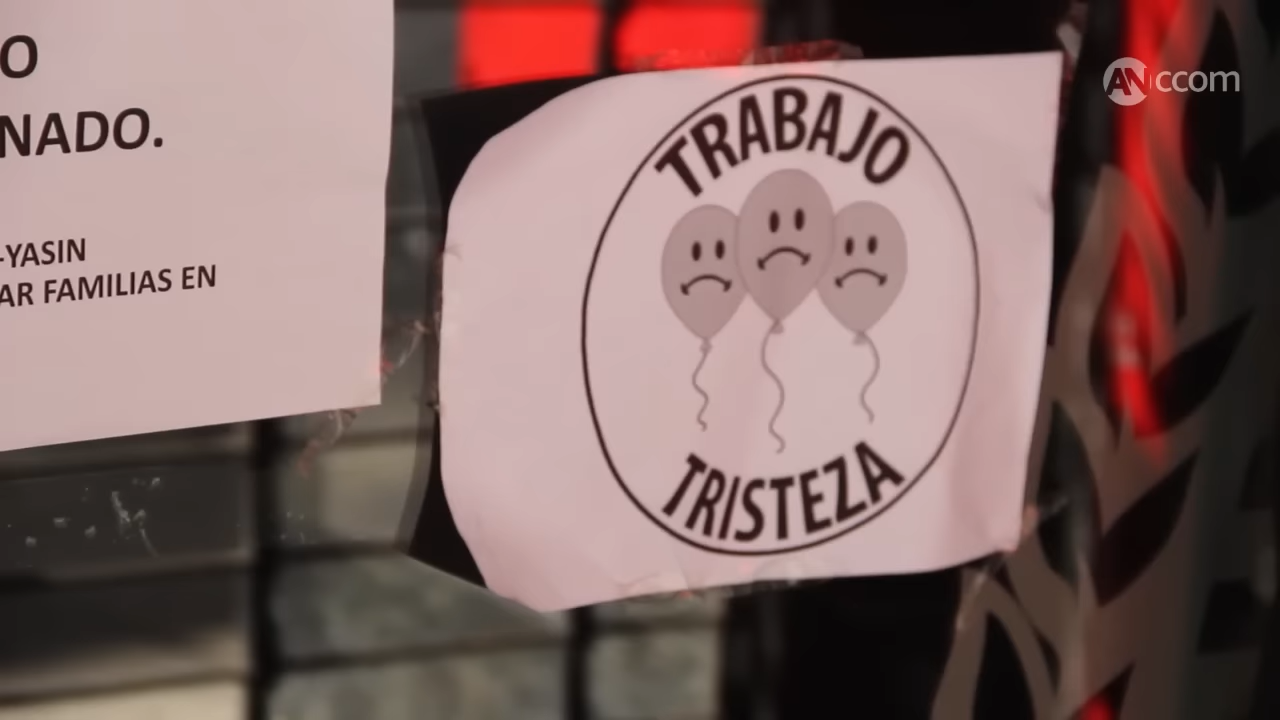 O
NADO.
-YASIN
AR FAMILIAS EN
TRABAJO
TRISTEZA
ANccom